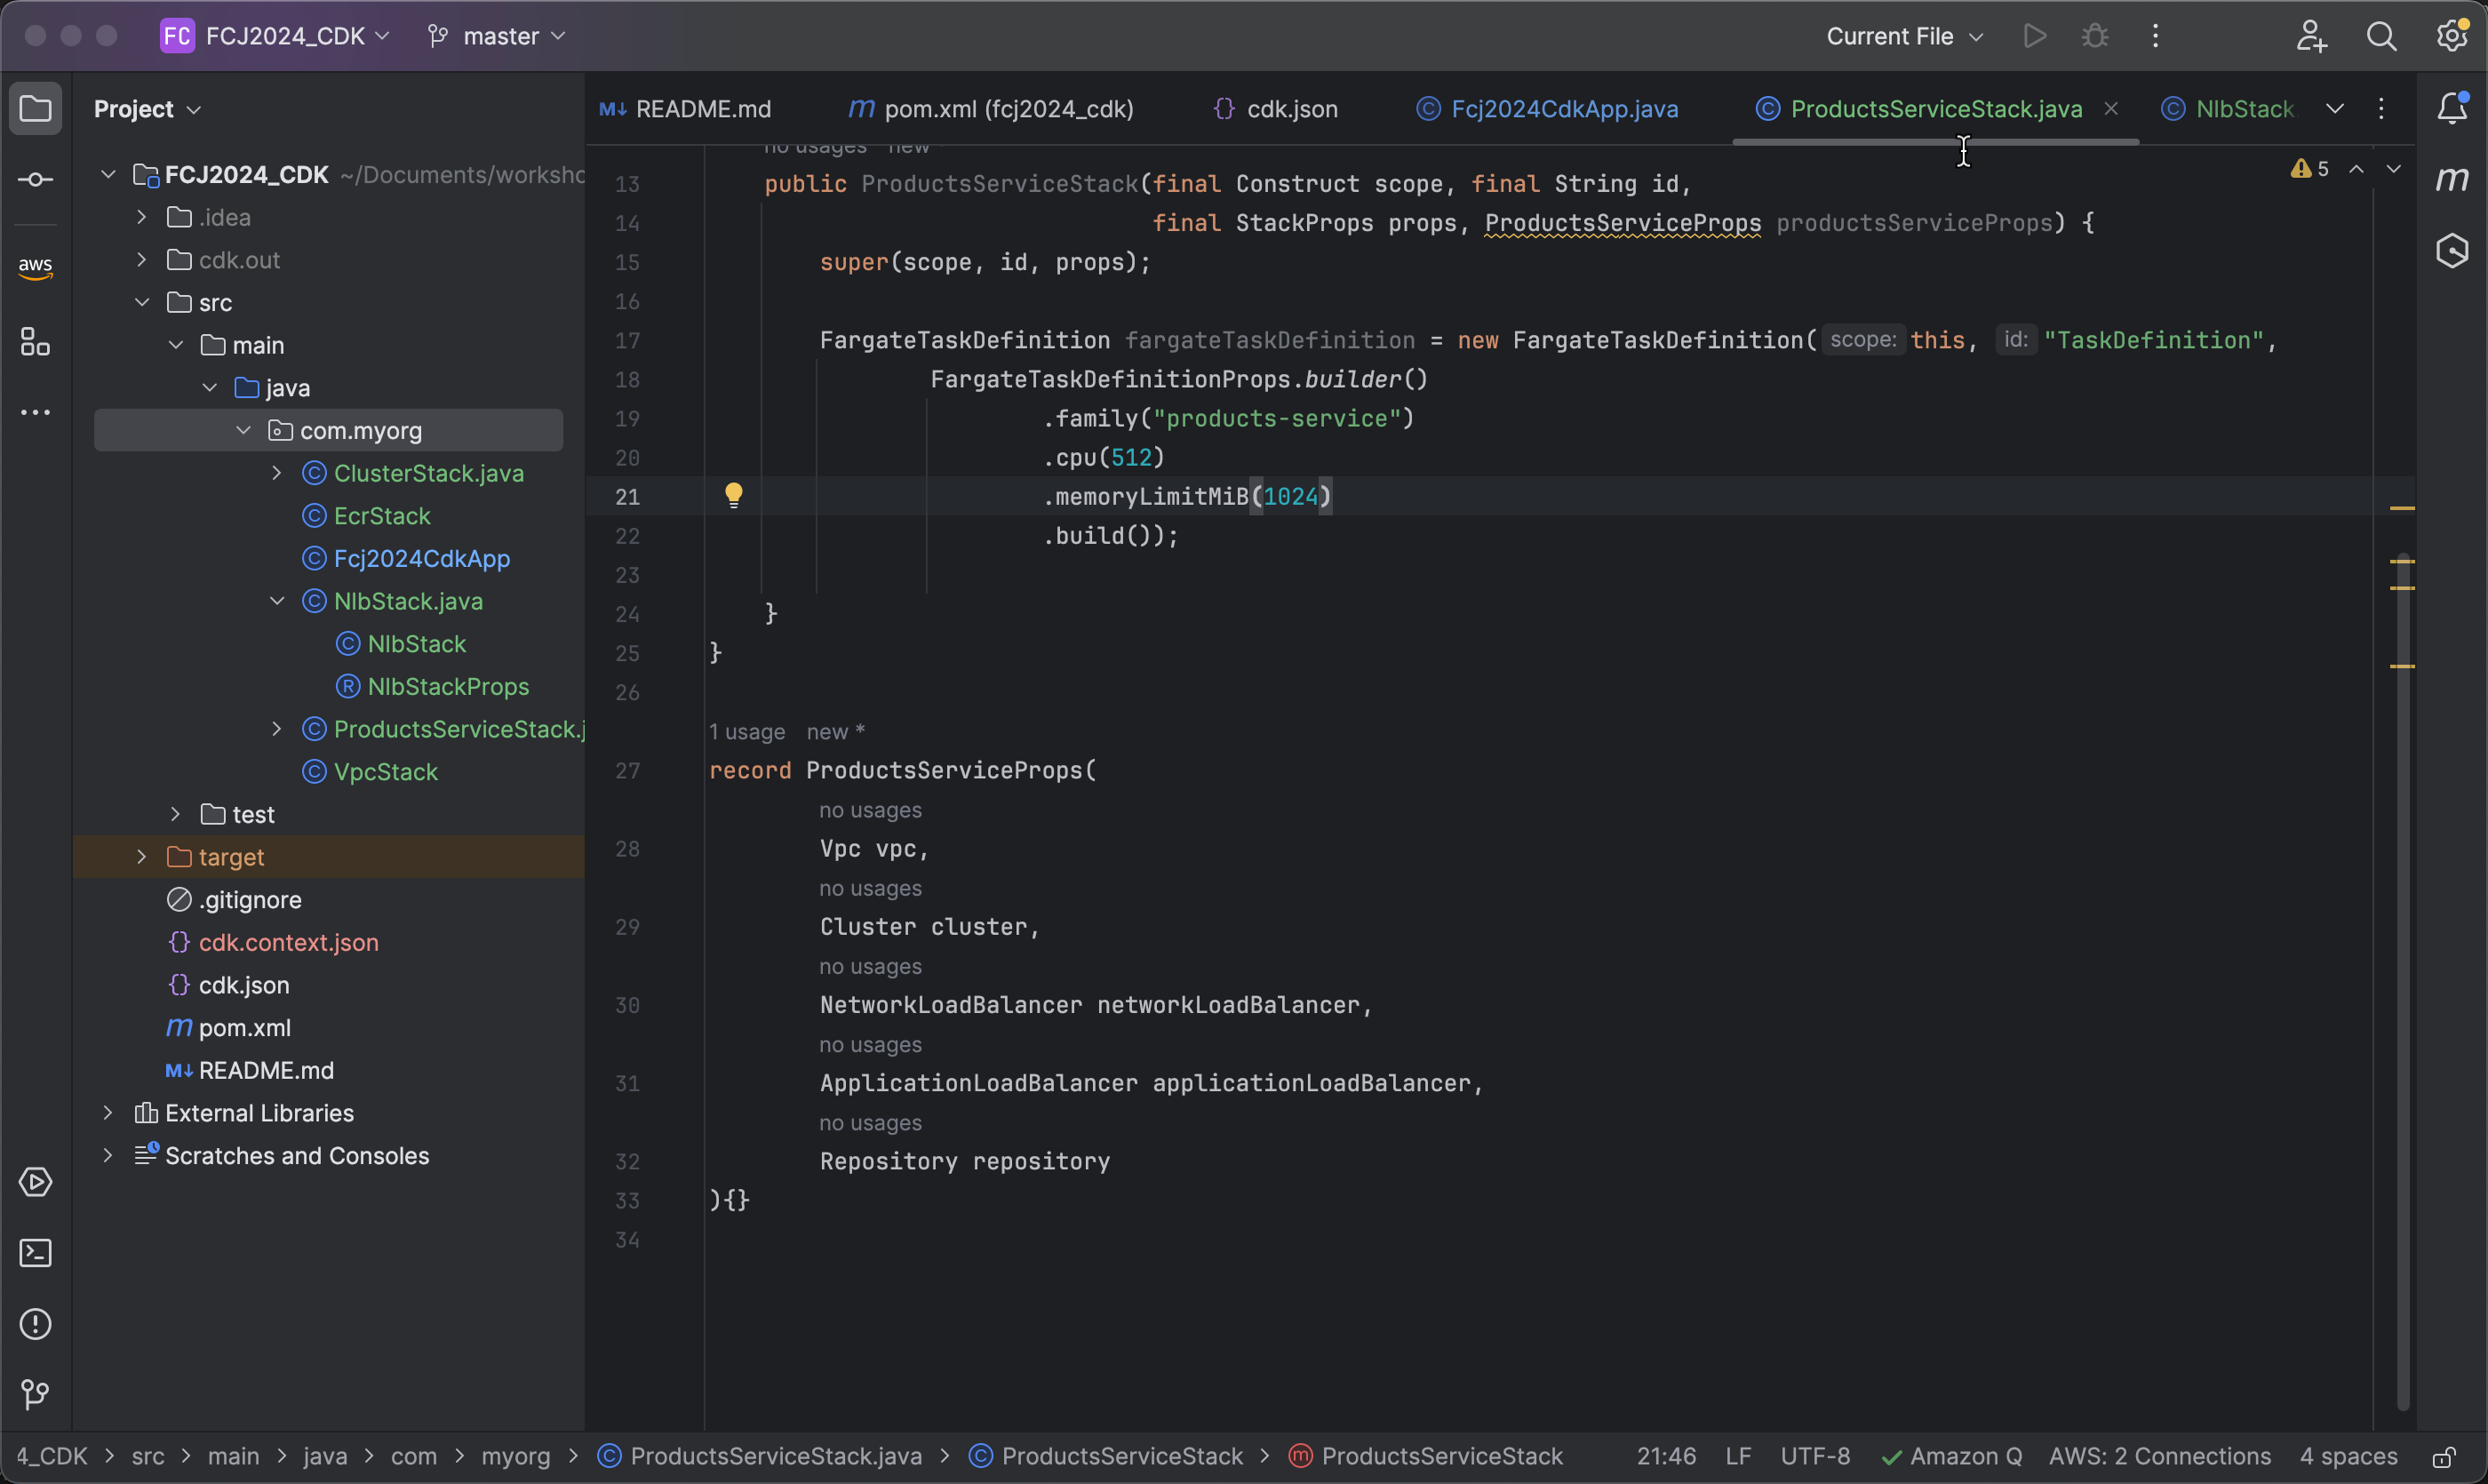 FC FCJ2024_CDK master Current File
Project
README.md pom.xml (fcj2024_cdk) cdk.json Fcj2024CdkApp.java ProductsServiceStack.java NlbStack
FCJ2024_CDK ~/Documents/worksho
.idea
cdk.out
src
main
java
com.myorg
ClusterStack.java
EcrStack
Fcj2024CdkApp
NlbStack.java
NlbStack
NlbStackProps
ProductsServiceStack.j
VpcStack
test
target
.gitignore
cdk.context.json
cdk.json
pom.xml
README.md
External Libraries
Scratches and Consoles
aws
no usages new
5
13 public ProductsServiceStack(final Construct scope, final String id,
14 final StackProps props, ProductsServiceProps productsServiceProps) {
15 super(scope, id, props);
16
17 FargateTaskDefinition fargateTaskDefinition = new FargateTaskDefinition( scope: this, id: "TaskDefinition",
18 FargateTaskDefinitionProps.builder()
19 .family("products-service")
20 .cpu(512)
21 .memoryLimitMiB(1024)
22 .build());
23
24 }
25 }
26
1 usage new *
27 record ProductsServiceProps(
no usages
28 Vpc vpc,
no usages
29 Cluster cluster,
no usages
30 NetworkLoadBalancer networkLoadBalancer,
no usages
31 ApplicationLoadBalancer applicationLoadBalancer,
no usages
32 Repository repository
33 ){}
34
4_CDK > src > main > java > com > myorg > ProductsServiceStack.java > ProductsServiceStack > ProductsServiceStack 21:46 LF UTF-8 Amazon Q AWS: 2 Connections 4 spaces